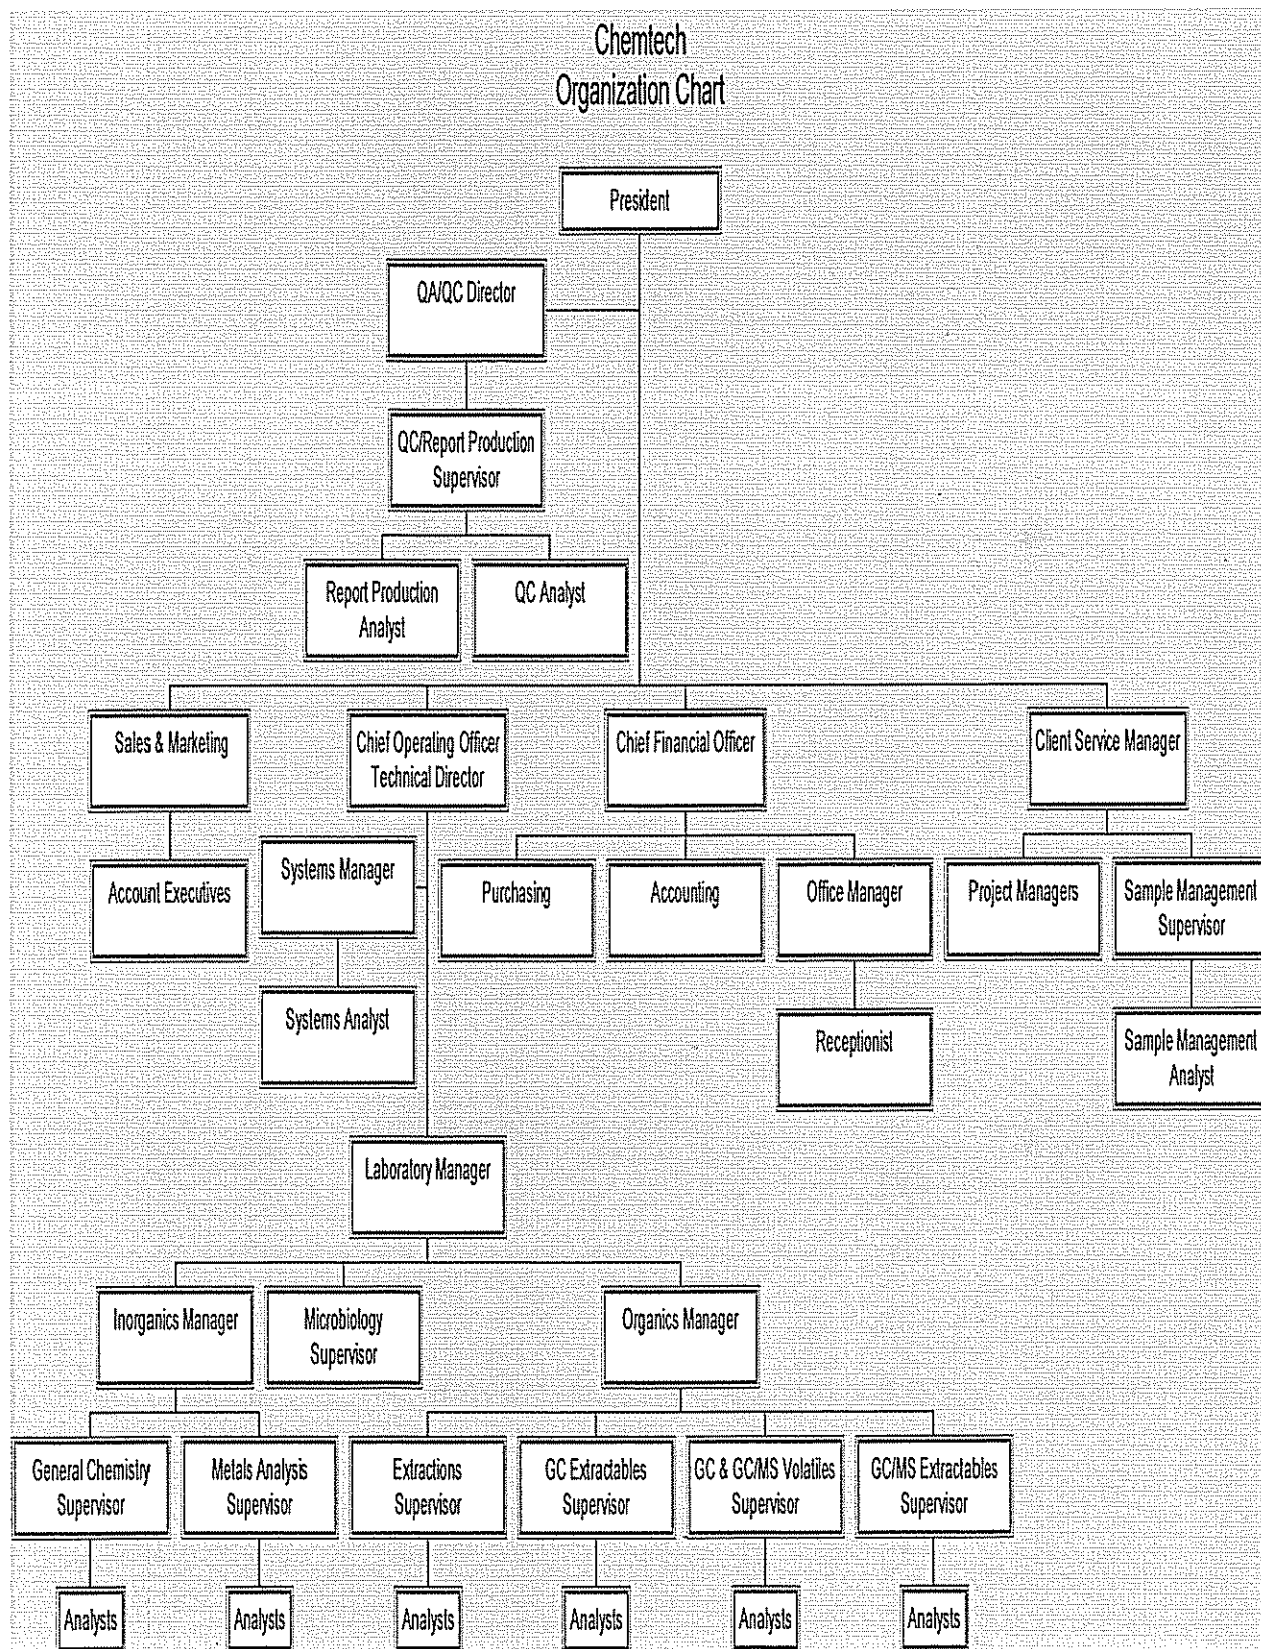 Chemtech
Organization Chart
President
QA/QC Director
QC/Report Production
Supervisor
Report Production
Analyst
QC Analyst
Sales & Marketing
Chief Operating Officer
Technical Director
Chief Financial Officer
Client Service Manager
Account Executives
Systems Manager
Purchasing
Accounting
Office Manager
Project Managers
Sample Management
Supervisor
Systems Analyst
Receptionist
Sample Management
Analyst
Laboratory Manager
Inorganics Manager
Microbiology
Supervisor
Organics Manager
General Chemistry
Supervisor
Metals Analysis
Supervisor
Extractions
Supervisor
GC Extractables
Supervisor
GC & GC/MS Volatiles
Supervisor
GC/MS Extractables
Supervisor
Analysts
Analysts
Analysts
Analysts
Analysts
Analysts